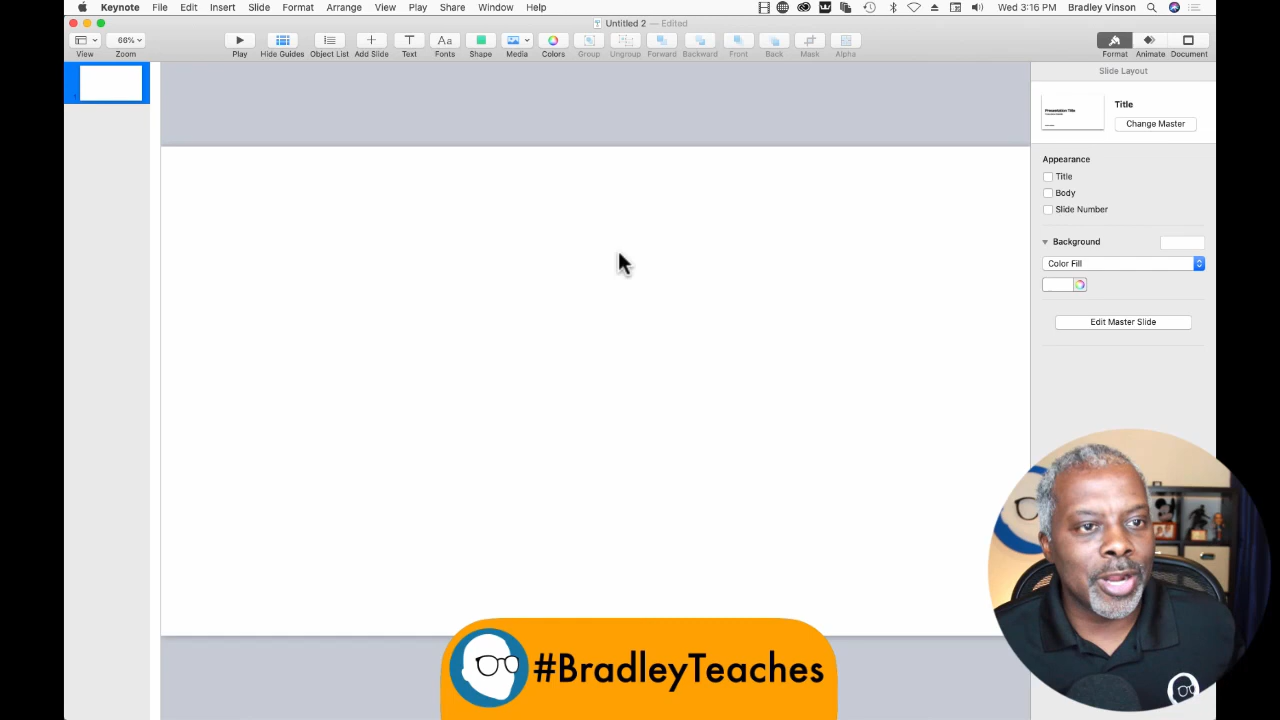 Keynote File Edit Insert Slide Format Arrange View Play Share Window Help Wed 3:16 PM Bradley Vinson
Untitled 2 — Edited
66%
View Zoom Play Hide Guides Object List Add Slide Text Fonts Shape Media Colors Group Ungroup Forward Backward Front Back Mask Alpha Format Animate Document
Slide Layout
Presentation Title
Title
Change Master
Appearance
Title
Body
Slide Number
Background
Color Fill
Edit Master Slide
#BradleyTeaches